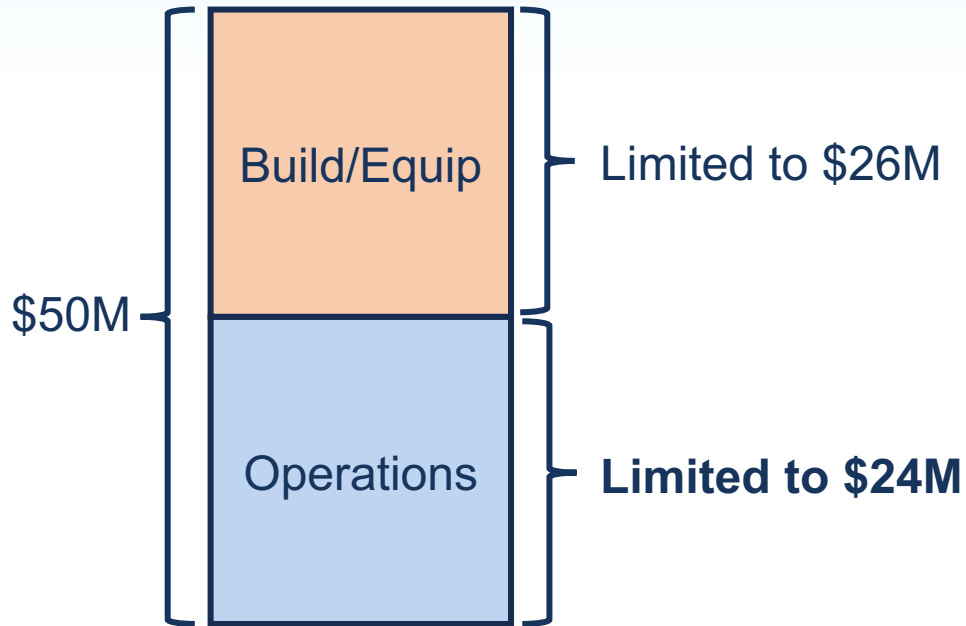 Build/Equip
Limited to $26M
$50M
Operations
Limited to $24M